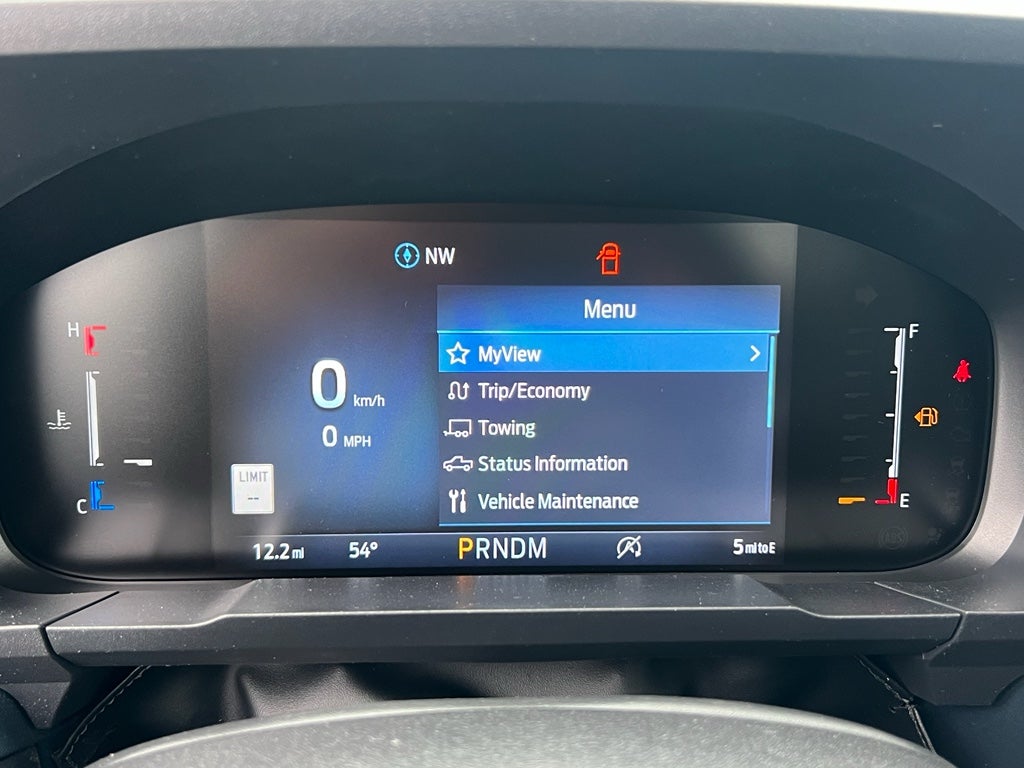 NW
Menu
H
F
MyView
0 km/h
Trip/Economy
Towing
0 MPH
Status Information
LIMIT
--
Vehicle Maintenance
C
E
12.2 mi 54° PRNDM 5 mi to E
ABS